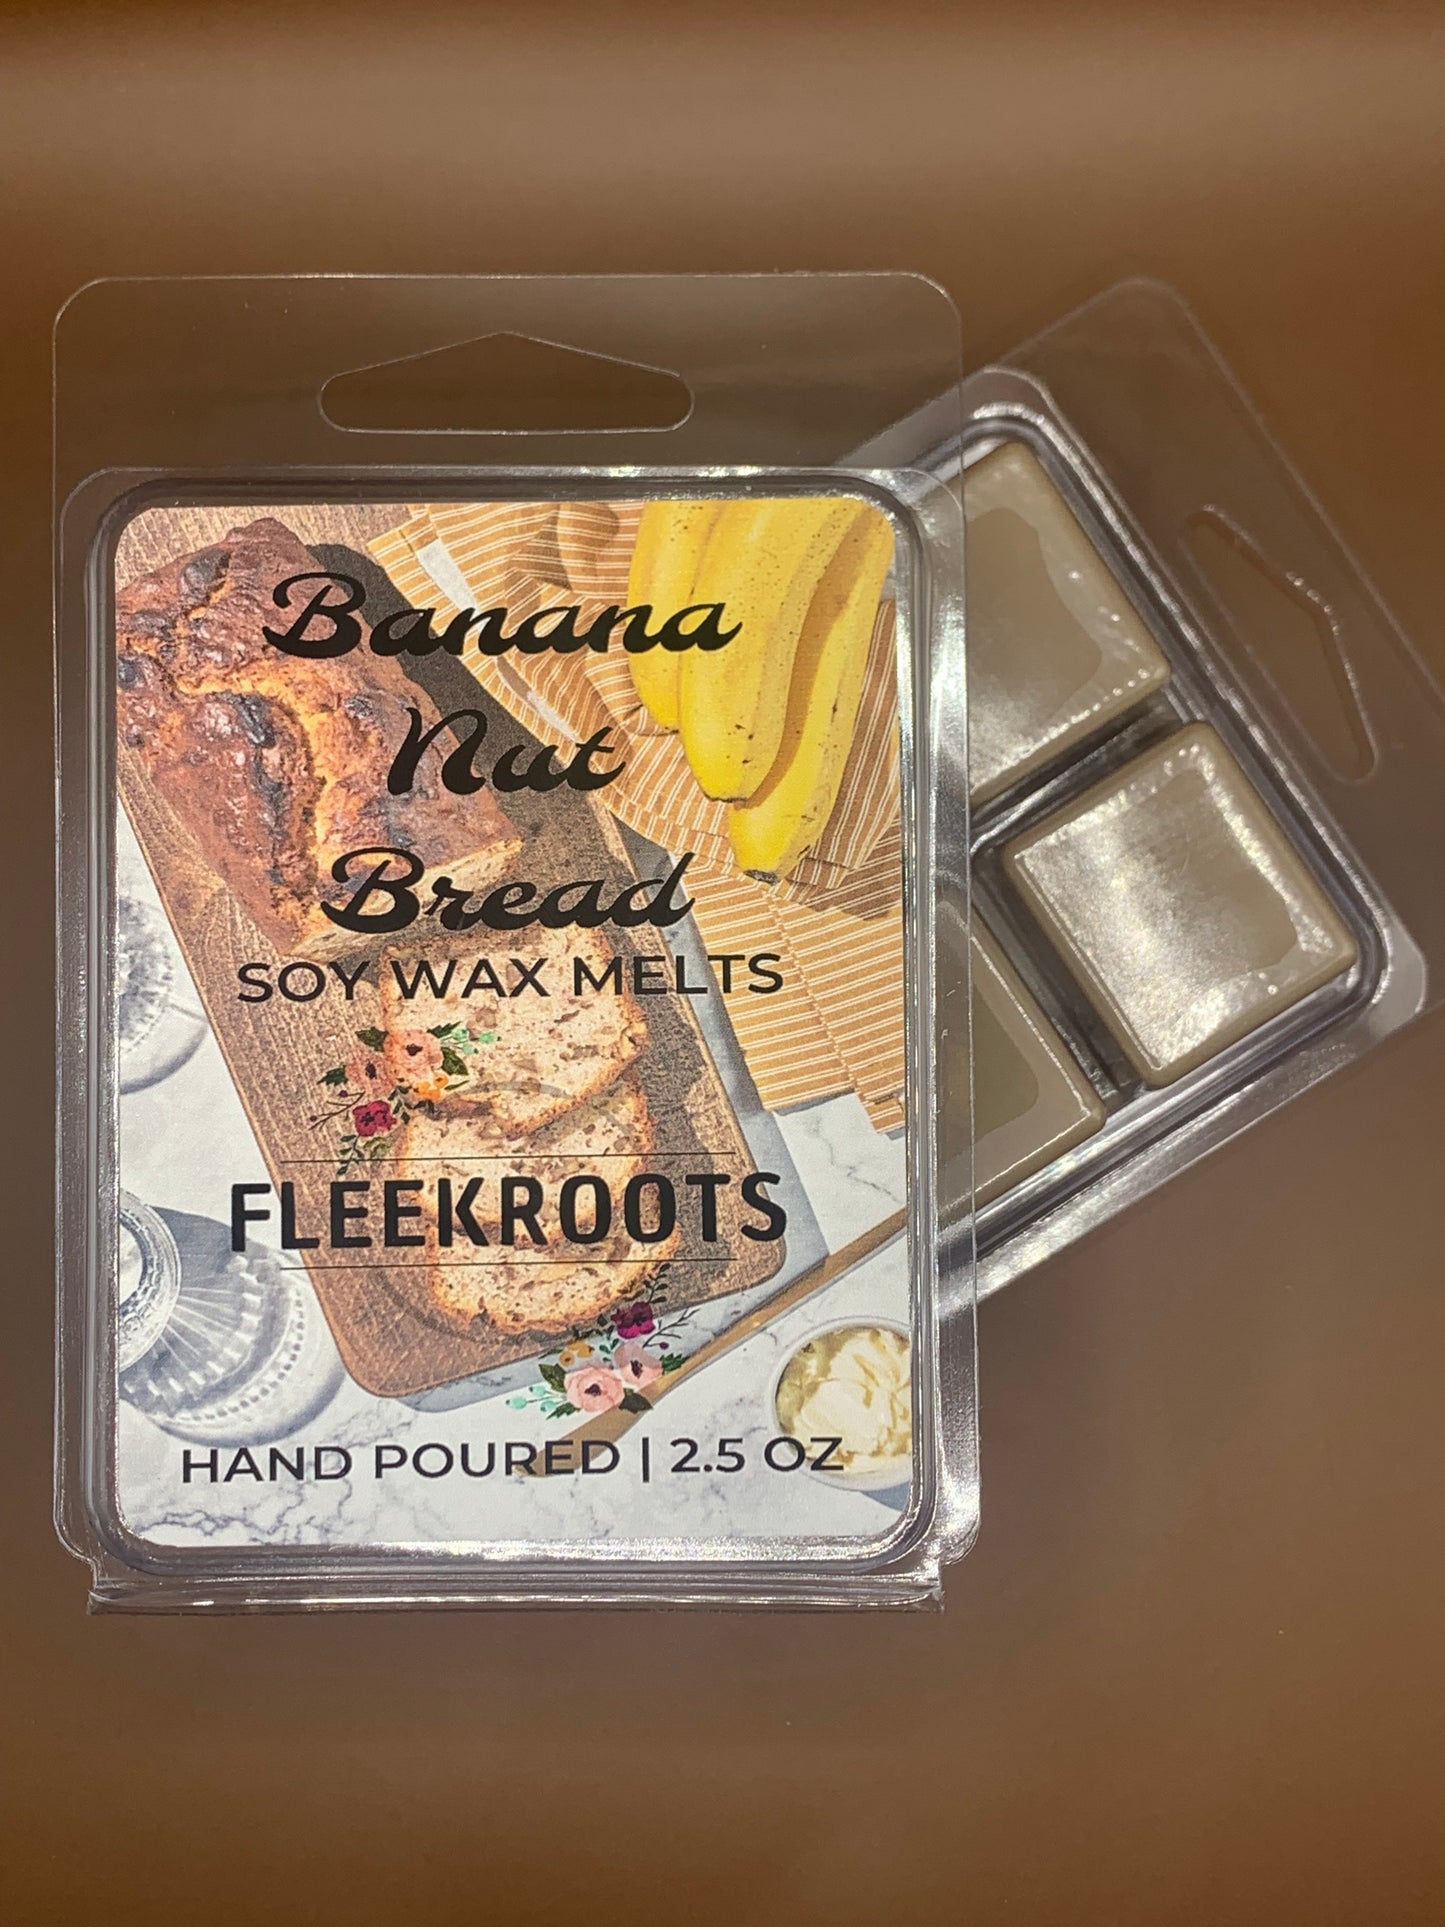 Banana
Nut
Bread
SOY WAX MELTS
FLEEKROOTS
HAND POURED | 2.5 OZ